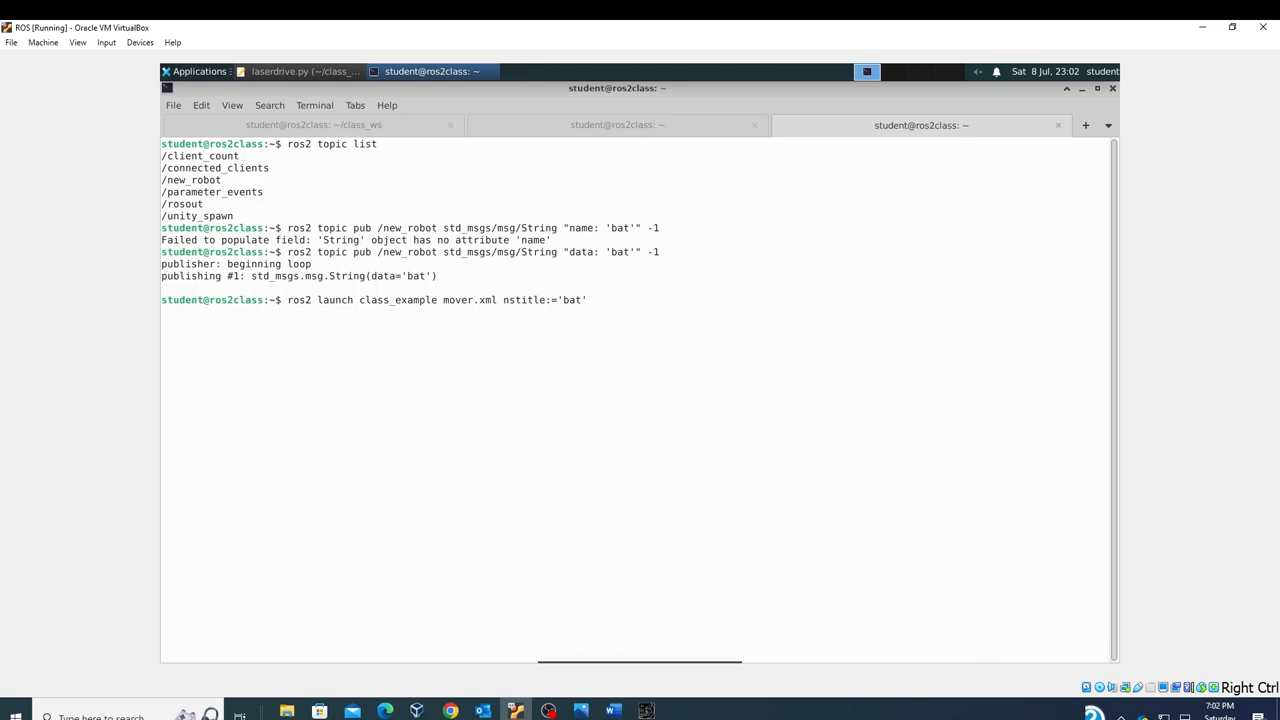 ROS [Running] - Oracle VM VirtualBox
File Machine View Input Devices Help
Applications laserdrive.py (~/class_... student@ros2class: ~ Sat 8 Jul, 23:02 student
student@ros2class: ~
File Edit View Search Terminal Tabs Help
student@ros2class: ~/class_ws student@ros2class: ~ student@ros2class: ~
student@ros2class:~$ ros2 topic list
/client_count
/connected_clients
/new_robot
/parameter_events
/rosout
/unity_spawn
student@ros2class:~$ ros2 topic pub /new_robot std_msgs/msg/String "name: 'bat'" -1
Failed to populate field: 'String' object has no attribute 'name'
student@ros2class:~$ ros2 topic pub /new_robot std_msgs/msg/String "data: 'bat'" -1
publisher: beginning loop
publishing #1: std_msgs.msg.String(data='bat')
student@ros2class:~$ ros2 launch class_example mover.xml nstitle:='bat'
Right Ctrl
Type here to search
7:02 PM
Saturday